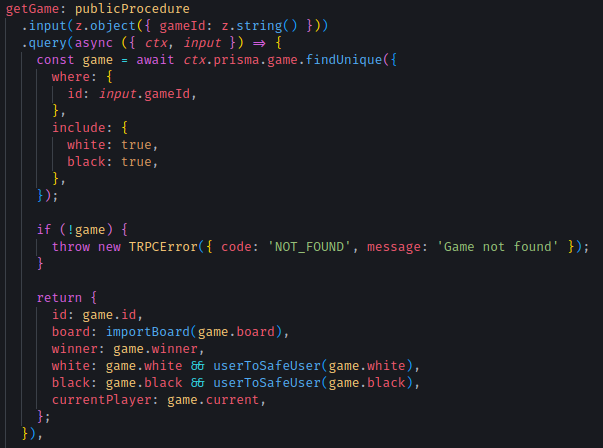 getGame: publicProcedure
.input(z.object({ gameId: z.string() }))
.query(async ({ ctx, input }) => {
const game = await ctx.prisma.game.findUnique({
where: {
id: input.gameId,
},
include: {
white: true,
black: true,
},
});
if (!game) {
throw new TRPCError({ code: 'NOT_FOUND', message: 'Game not found' });
}
return {
id: game.id,
board: importBoard(game.board),
winner: game.winner,
white: game.white && userToSafeUser(game.white),
black: game.black && userToSafeUser(game.black),
currentPlayer: game.current,
};
}),